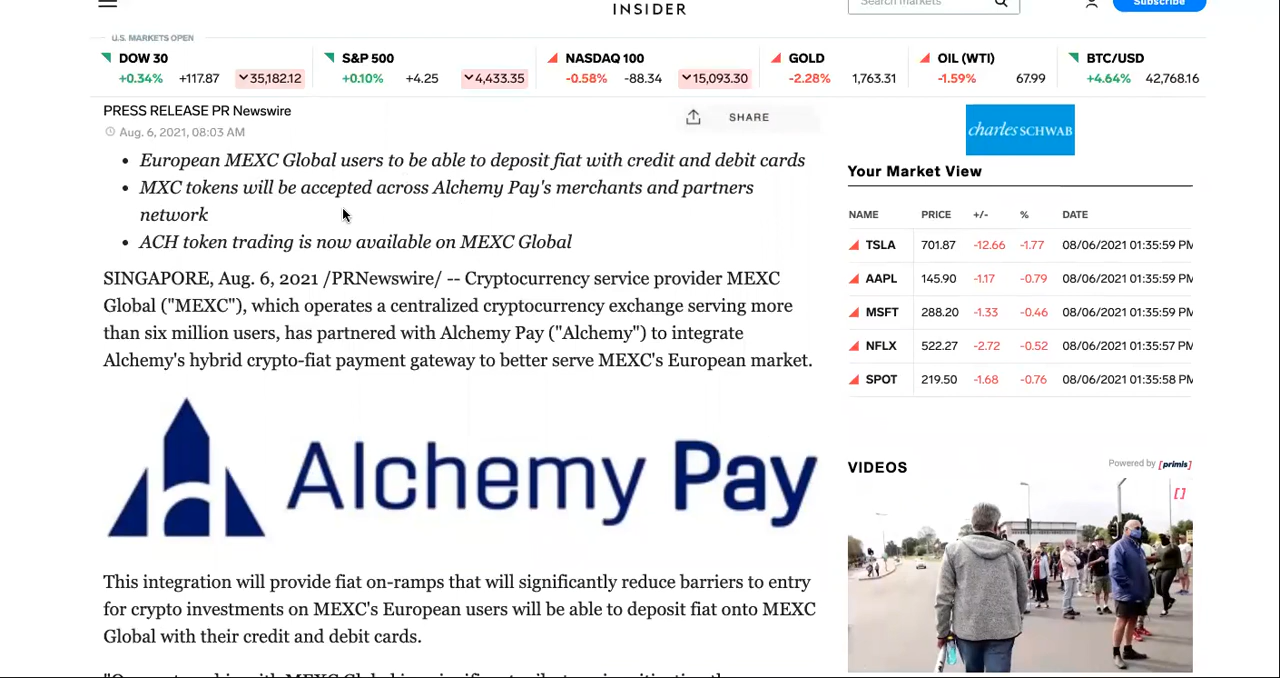 INSIDER
Search markets
Subscribe
U.S. MARKETS OPEN
DOW 30
+0.34% +117.87 35,182.12
S&P 500
+0.10% +4.25 4,433.35
NASDAQ 100
-0.58% -88.34 15,093.30
GOLD
-2.28% 1,763.31
OIL (WTI)
-1.59% 67.99
BTC/USD
+4.64% 42,768.16
PRESS RELEASE PR Newswire
Aug. 6, 2021, 08:03 AM
SHARE
• European MEXC Global users to be able to deposit fiat with credit and debit cards
• MXC tokens will be accepted across Alchemy Pay's merchants and partners
network
• ACH token trading is now available on MEXC Global
SINGAPORE, Aug. 6, 2021 /PRNewswire/ -- Cryptocurrency service provider MEXC
Global ("MEXC"), which operates a centralized cryptocurrency exchange serving more
than six million users, has partnered with Alchemy Pay ("Alchemy") to integrate
Alchemy's hybrid crypto-fiat payment gateway to better serve MEXC's European market.
Alchemy Pay
This integration will provide fiat on-ramps that will significantly reduce barriers to entry
for crypto investments on MEXC's European users will be able to deposit fiat onto MEXC
Global with their credit and debit cards.
charles SCHWAB
Your Market View
NAME PRICE +/- % DATE
TSLA 701.87 -12.66 -1.77 08/06/2021 01:35:59 PM
AAPL 145.90 -1.17 -0.79 08/06/2021 01:35:59 PM
MSFT 288.20 -1.33 -0.46 08/06/2021 01:35:59 PM
NFLX 522.27 -2.72 -0.52 08/06/2021 01:35:57 PM
SPOT 219.50 -1.68 -0.76 08/06/2021 01:35:58 PM
VIDEOS
Powered by [primis]